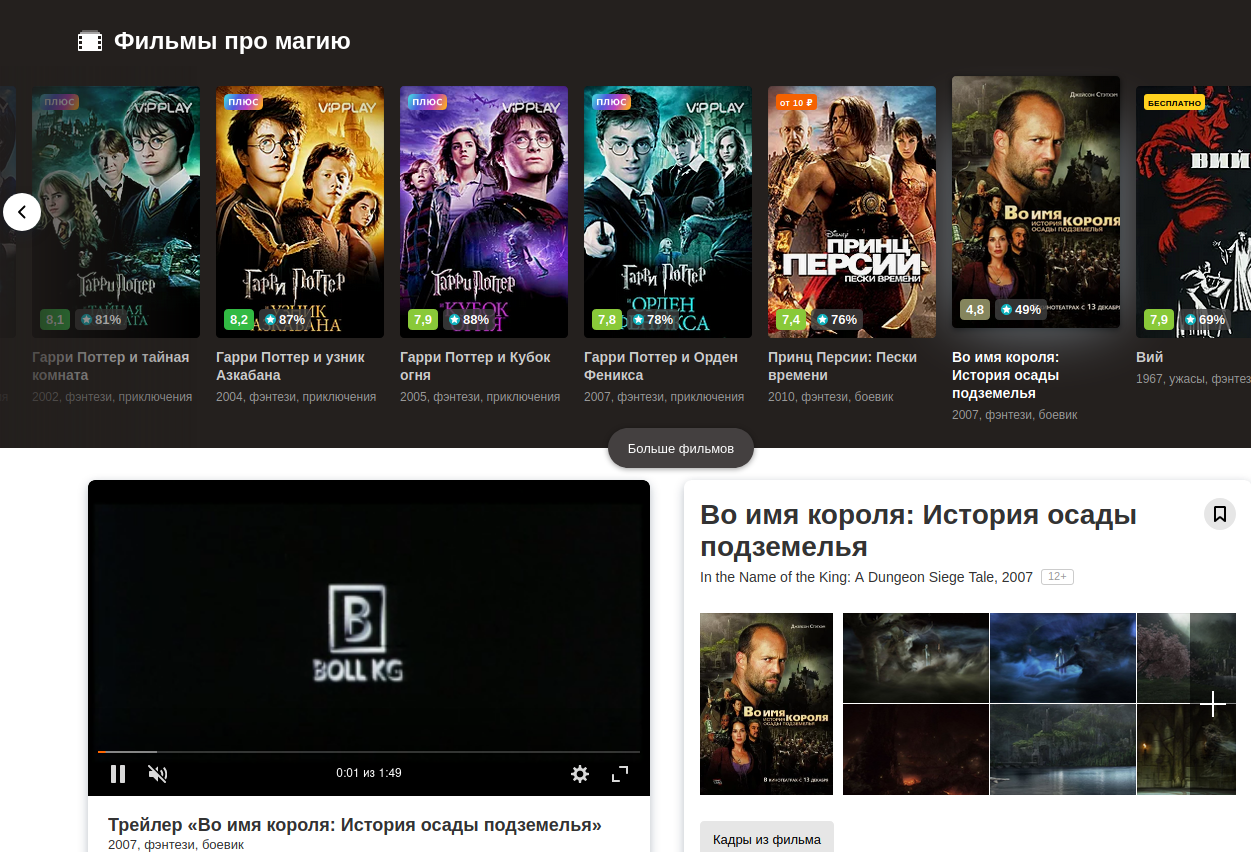 Фильмы про магию
ПЛЮС
ViPPLAY
Гарри Поттер
ТАЙНАЯ
КОМНАТА
8,1
81%
Гарри Поттер и тайная
комната
2002, фэнтези, приключения
ПЛЮС
ViPPLAY
Гарри Поттер
УЗНИК
АЗКАБАНА
8,2
87%
Гарри Поттер и узник
Азкабана
2004, фэнтези, приключения
ПЛЮС
ViPPLAY
Гарри Поттер
и КУБОК
ОГНЯ
7,9
88%
Гарри Поттер и Кубок
огня
2005, фэнтези, приключения
ПЛЮС
ViPPLAY
Гарри Поттер
и ОРДЕН
ФЕНИКСА
7,8
78%
Гарри Поттер и Орден
Феникса
2007, фэнтези, приключения
от 10 ₽
Disney
ПРИНЦ
ПЕРСИИ
ПЕСКИ ВРЕМЕНИ
7,4
76%
Принц Персии: Пески
времени
2010, фэнтези, боевик
Джейсон Стэтхэм
Во имя короля
ИСТОРИЯ
ОСАДЫ ПОДЗЕМЕЛЬЯ
4,8
49%
Во имя короля:
История осады
подземелья
2007, фэнтези, боевик
БЕСПЛАТНО
ВИЙ
7,9
69%
Вий
1967, ужасы, фэнтез
Больше фильмов
B
BOLL KG
0:01 из 1:49
Трейлер «Во имя короля: История осады подземелья»
2007, фэнтези, боевик
Во имя короля: История осады
подземелья
In the Name of the King: A Dungeon Siege Tale, 2007 12+
Джейсон Стэтхэм
Во имя короля
ИСТОРИЯ
ОСАДЫ ПОДЗЕМЕЛЬЯ
В КИНОТЕАТРАХ С 13 ДЕКАБРЯ
Кадры из фильма